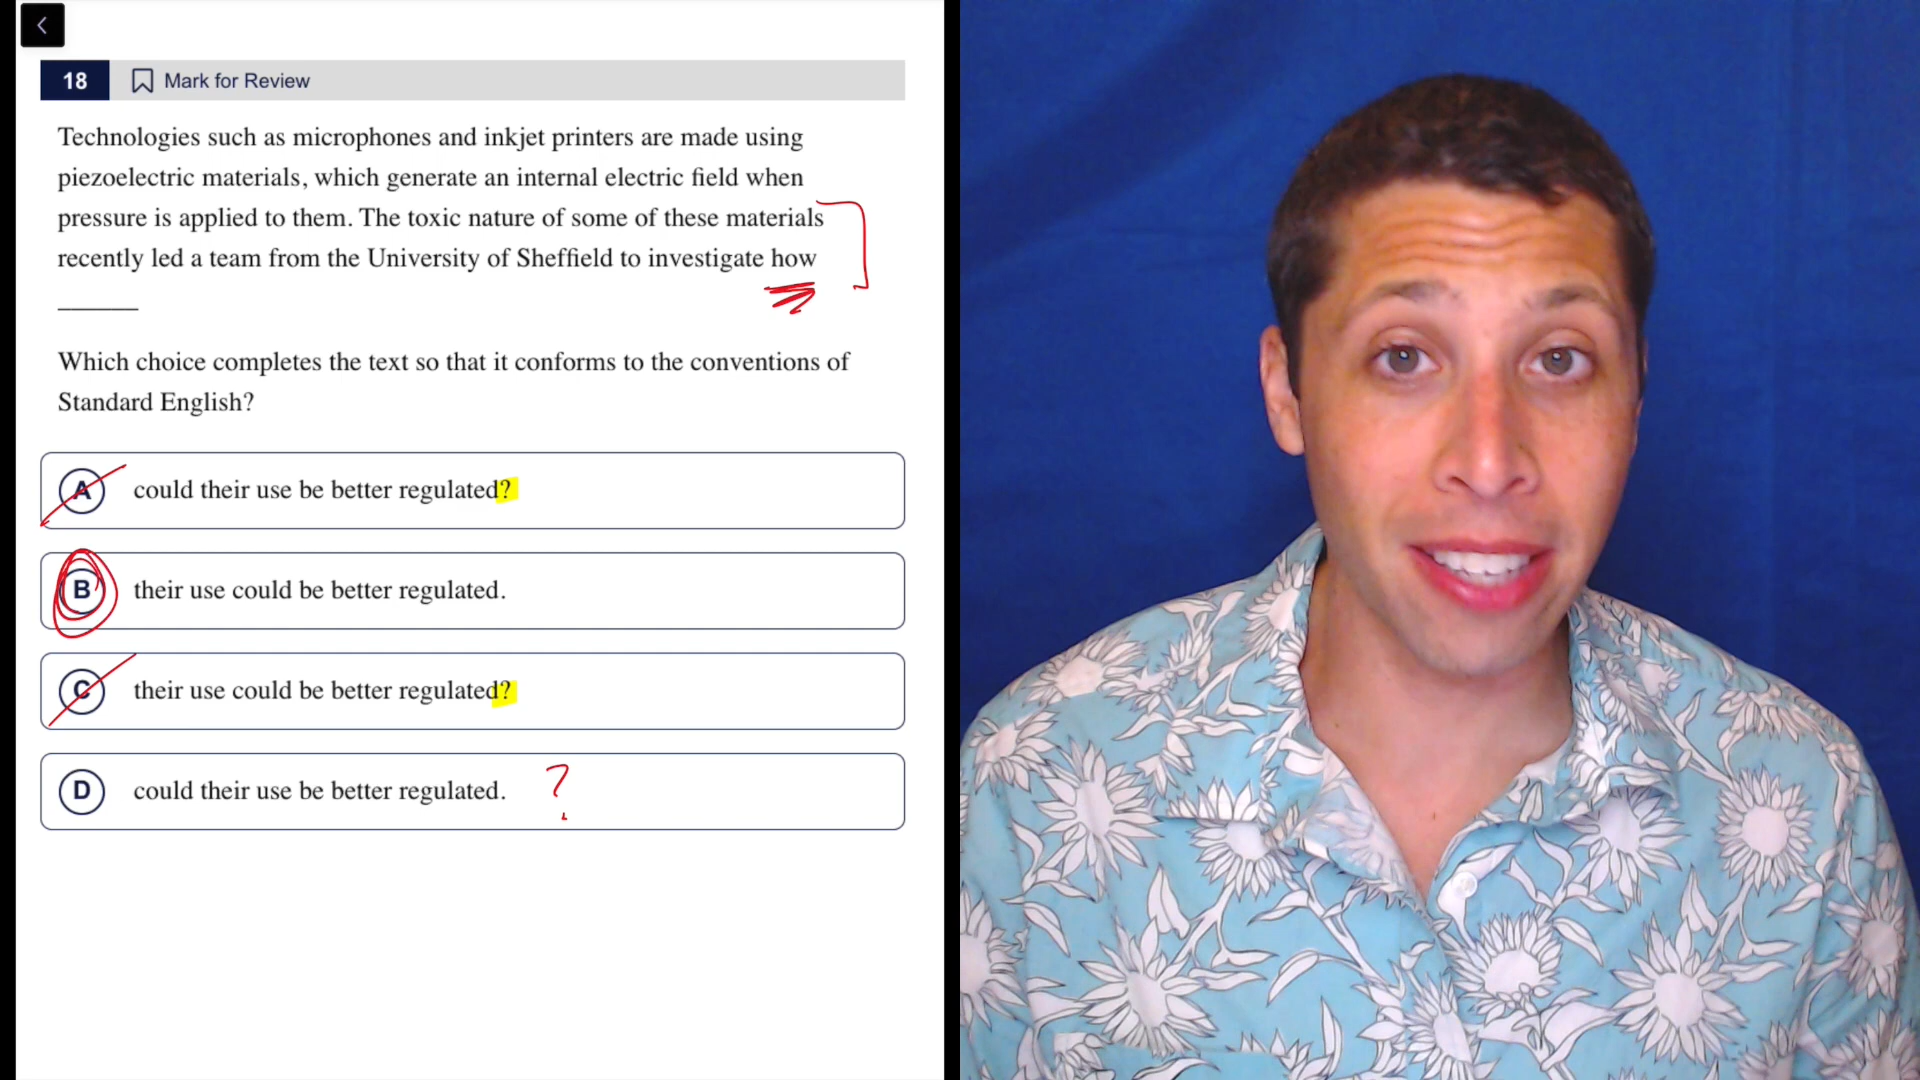 18 Mark for Review
Technologies such as microphones and inkjet printers are made using
piezoelectric materials, which generate an internal electric field when
pressure is applied to them. The toxic nature of some of these materials
recently led a team from the University of Sheffield to investigate how
______
Which choice completes the text so that it conforms to the conventions of
Standard English?
A could their use be better regulated?
B their use could be better regulated.
C their use could be better regulated?
D could their use be better regulated. ?